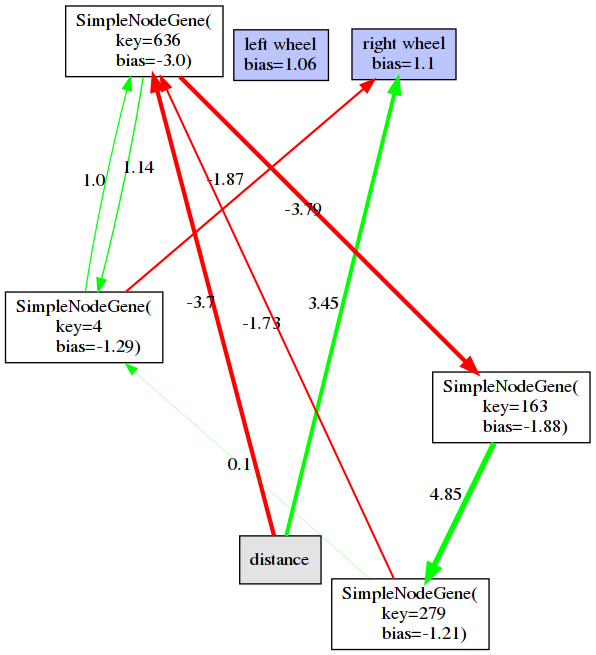 SimpleNodeGene(
key=636
bias=-3.0)
left wheel
bias=1.06
right wheel
bias=1.1
1.0
1.14
-1.87
-3.79
SimpleNodeGene(
key=4
bias=-1.29)
-3.7
3.45
-1.73
SimpleNodeGene(
key=163
bias=-1.88)
0.1
4.85
distance
SimpleNodeGene(
key=279
bias=-1.21)